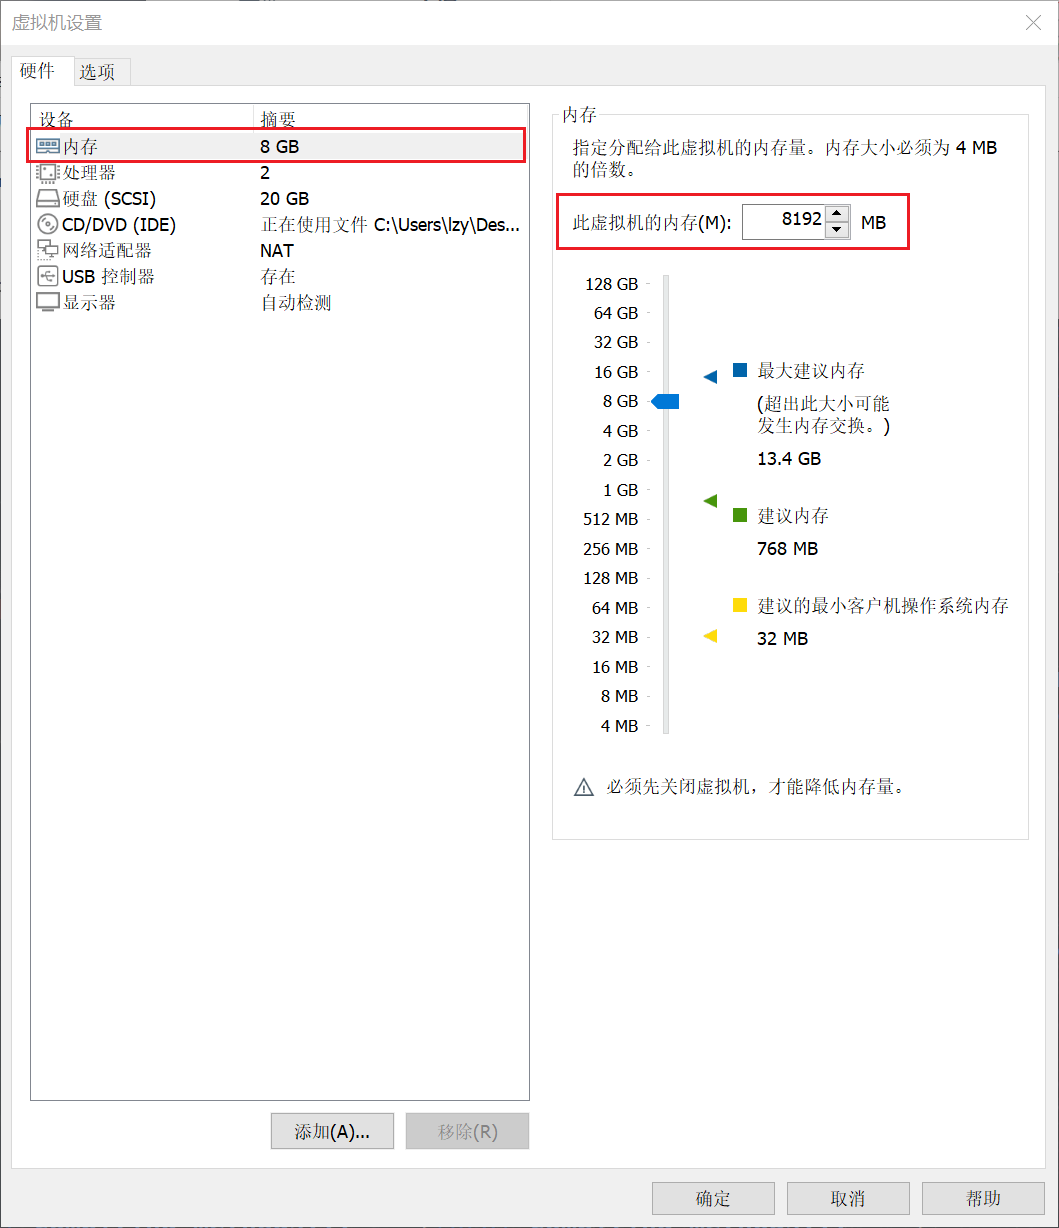 虚拟机设置
硬件 选项
设备 摘要
内存 8 GB
处理器 2
硬盘 (SCSI) 20 GB
CD/DVD (IDE) 正在使用文件 C:\Users\lzy\Des...
网络适配器 NAT
USB 控制器 存在
显示器 自动检测
添加(A)... 移除(R)
内存
指定分配给此虚拟机的内存量。内存大小必须为 4 MB
的倍数。
此虚拟机的内存(M): 8192 MB
128 GB
64 GB
32 GB
16 GB
8 GB
4 GB
2 GB
1 GB
512 MB
256 MB
128 MB
64 MB
32 MB
16 MB
8 MB
4 MB
最大建议内存
(超出此大小可能
发生内存交换。)
13.4 GB
建议内存
768 MB
建议的最小客户机操作系统内存
32 MB
必须先关闭虚拟机，才能降低内存量。
确定 取消 帮助